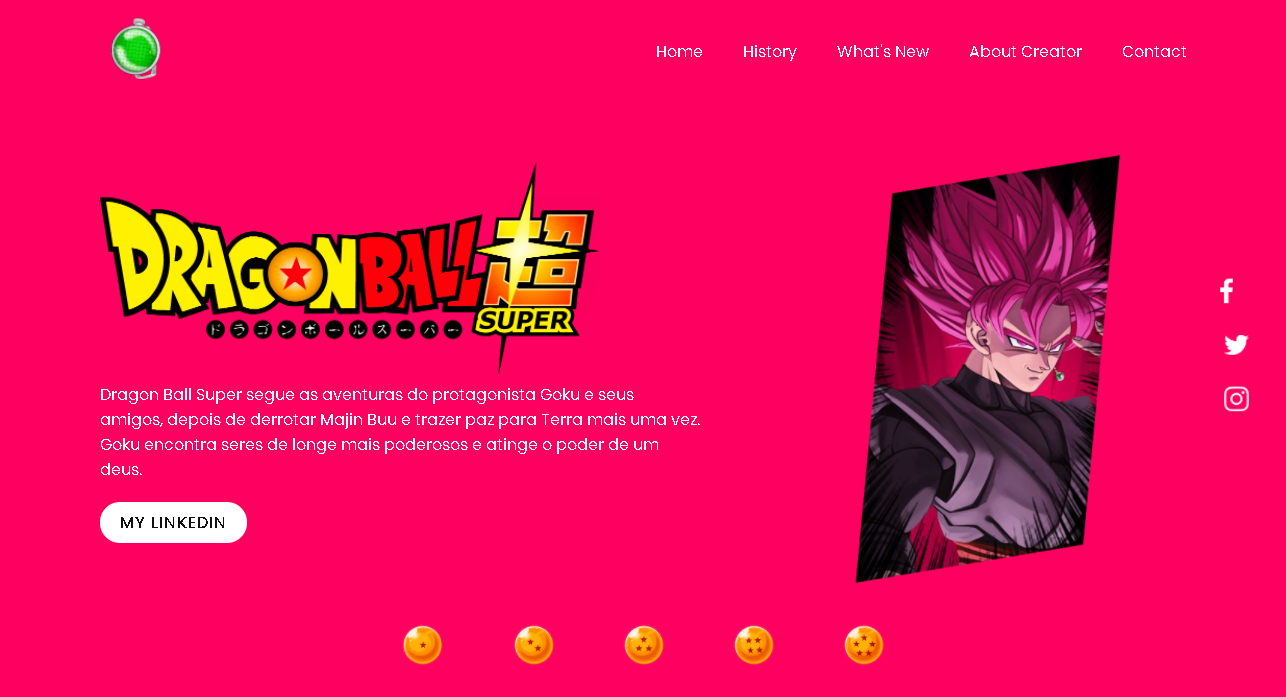 Home
History
What's New
About Creator
Contact
DRAGONBALL 超
SUPER
ドラゴンボールスーパー
Dragon Ball Super segue as aventuras do protagonista Goku e seus
amigos, depois de derrotar Majin Buu e trazer paz para Terra mais uma vez.
Goku encontra seres de longe mais poderosos e atinge o poder de um
deus.
MY LINKEDIN